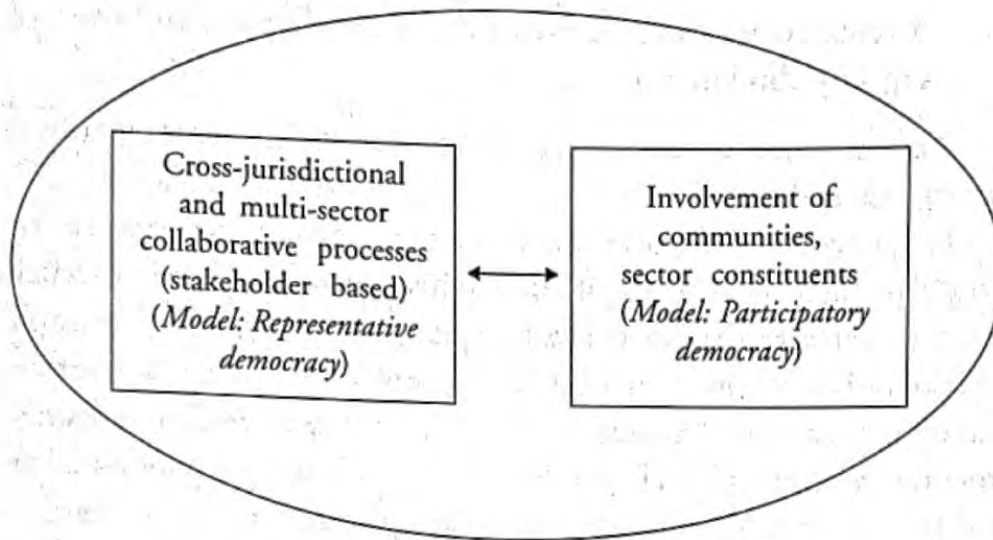 Cross-jurisdictional
and multi-sector
collaborative processes
(stakeholder based)
(Model: Representative
democracy)
Involvement of
communities,
sector constituents
(Model: Participatory
democracy)